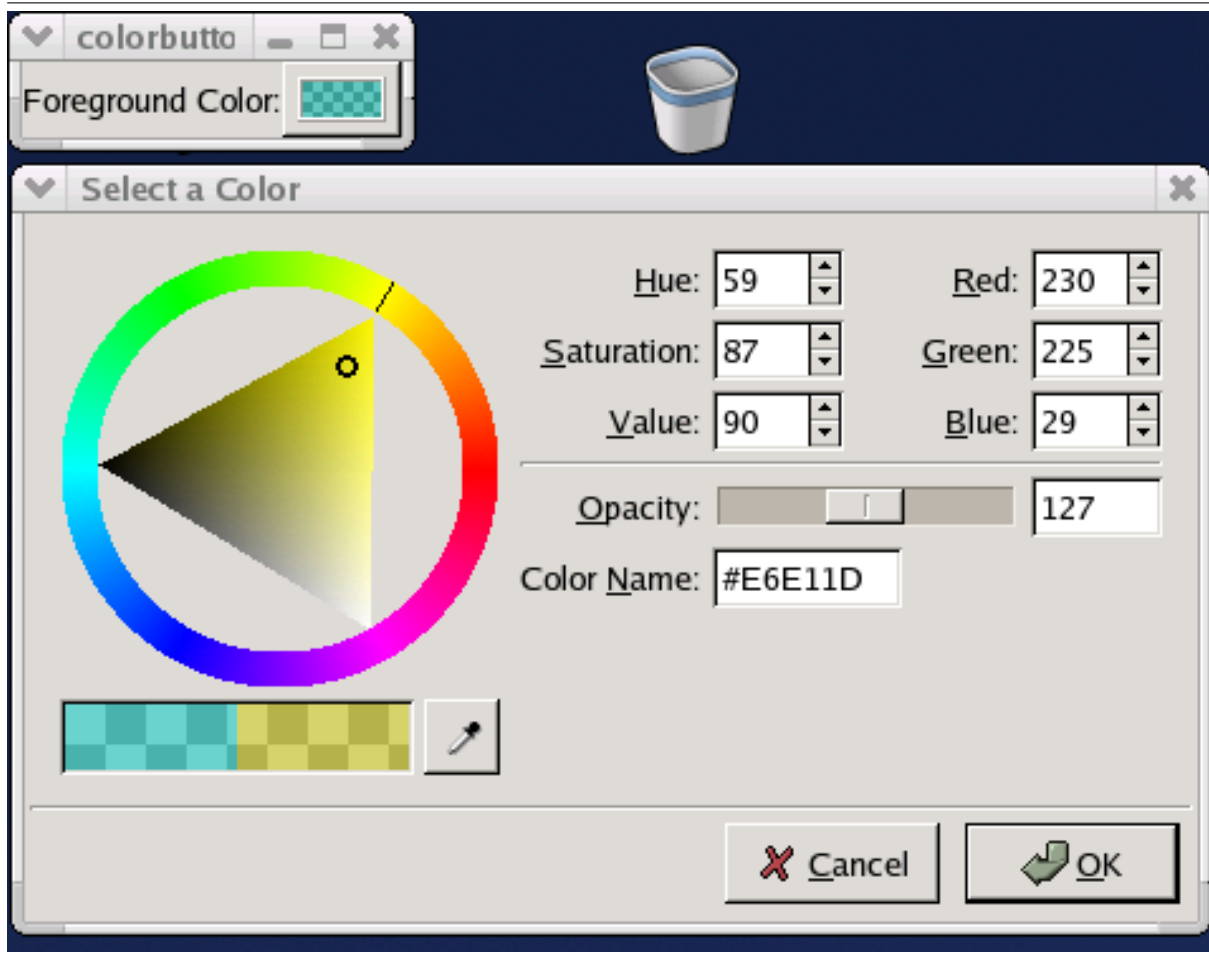 colorbutto
Foreground Color:
Select a Color
Hue: 59 Red: 230
Saturation: 87 Green: 225
Value: 90 Blue: 29
Opacity: 127
Color Name: #E6E11D
Cancel OK